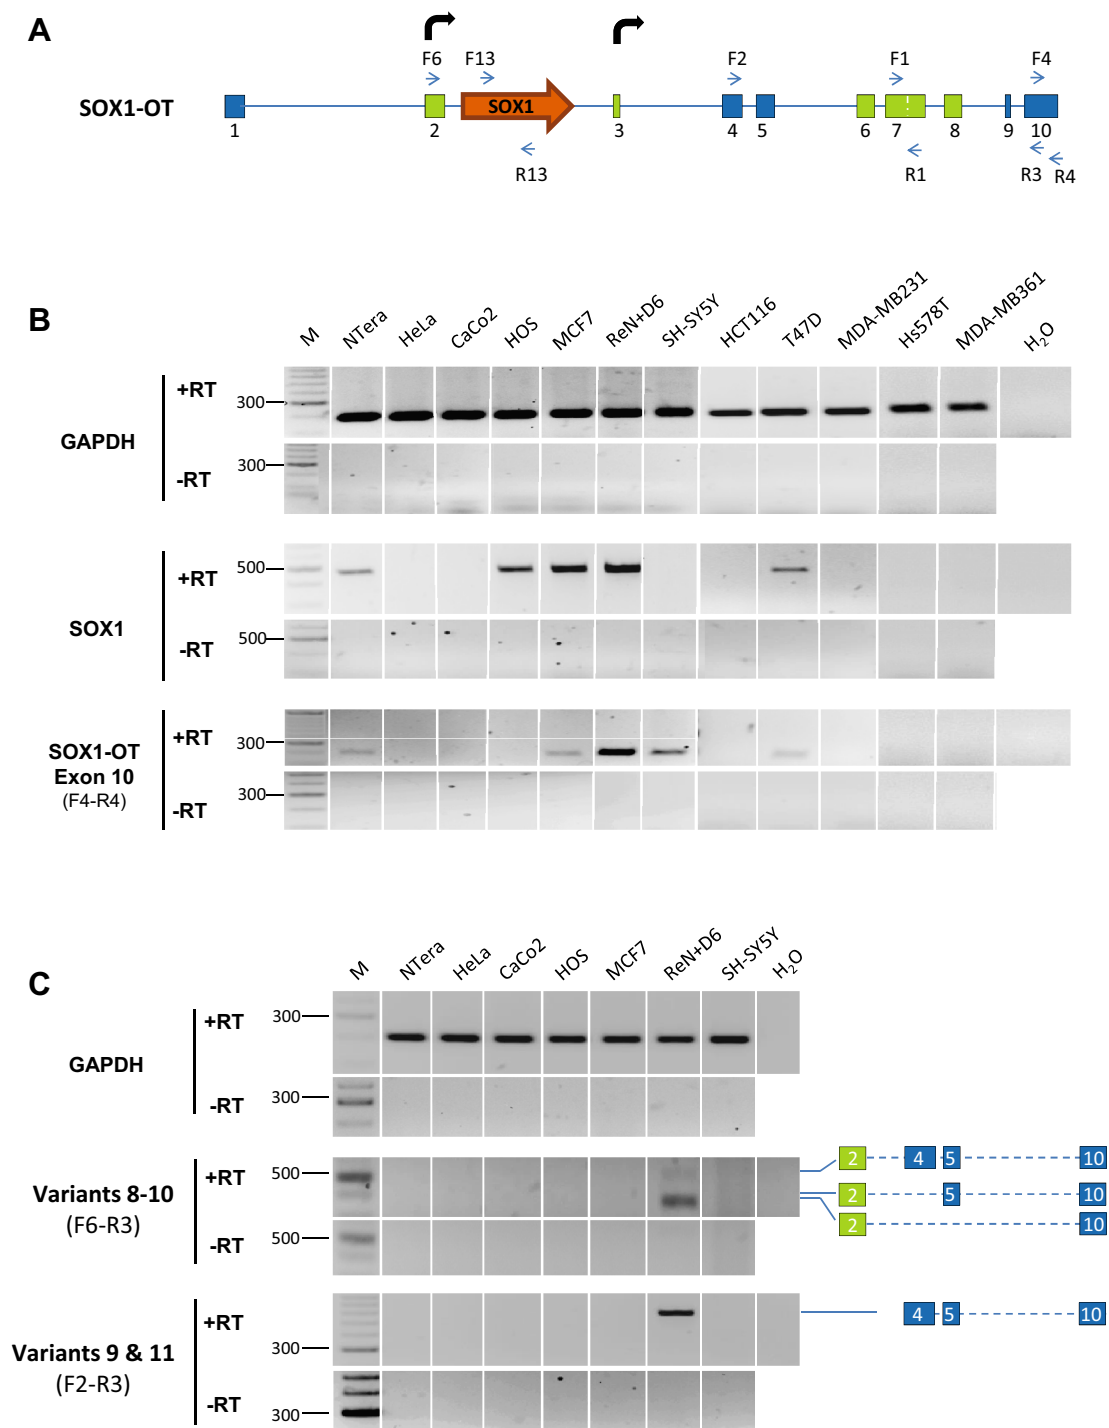 A
F6 F13 F2 F1 F4
SOX1-OT SOX1
1 2 3 4 5 6 7 8 9 10
R13 R1 R3 R4
B
M NTera HeLa CaCo2 HOS MCF7 ReN+D6 SH-SY5Y HCT116 T47D MDA-MB231 Hs578T MDA-MB361 H₂O
GAPDH
+RT 300
-RT 300
SOX1
+RT 500
-RT 500
SOX1-OT
Exon 10
(F4-R4)
+RT 300
-RT 300
C
M NTera HeLa CaCo2 HOS MCF7 ReN+D6 SH-SY5Y H₂O
GAPDH
+RT 300
-RT 300
Variants 8-10
(F6-R3)
+RT 500
-RT 500
2 4 5 10
2 5 10
2 10
Variants 9 & 11
(F2-R3)
+RT 300
-RT 300
4 5 10